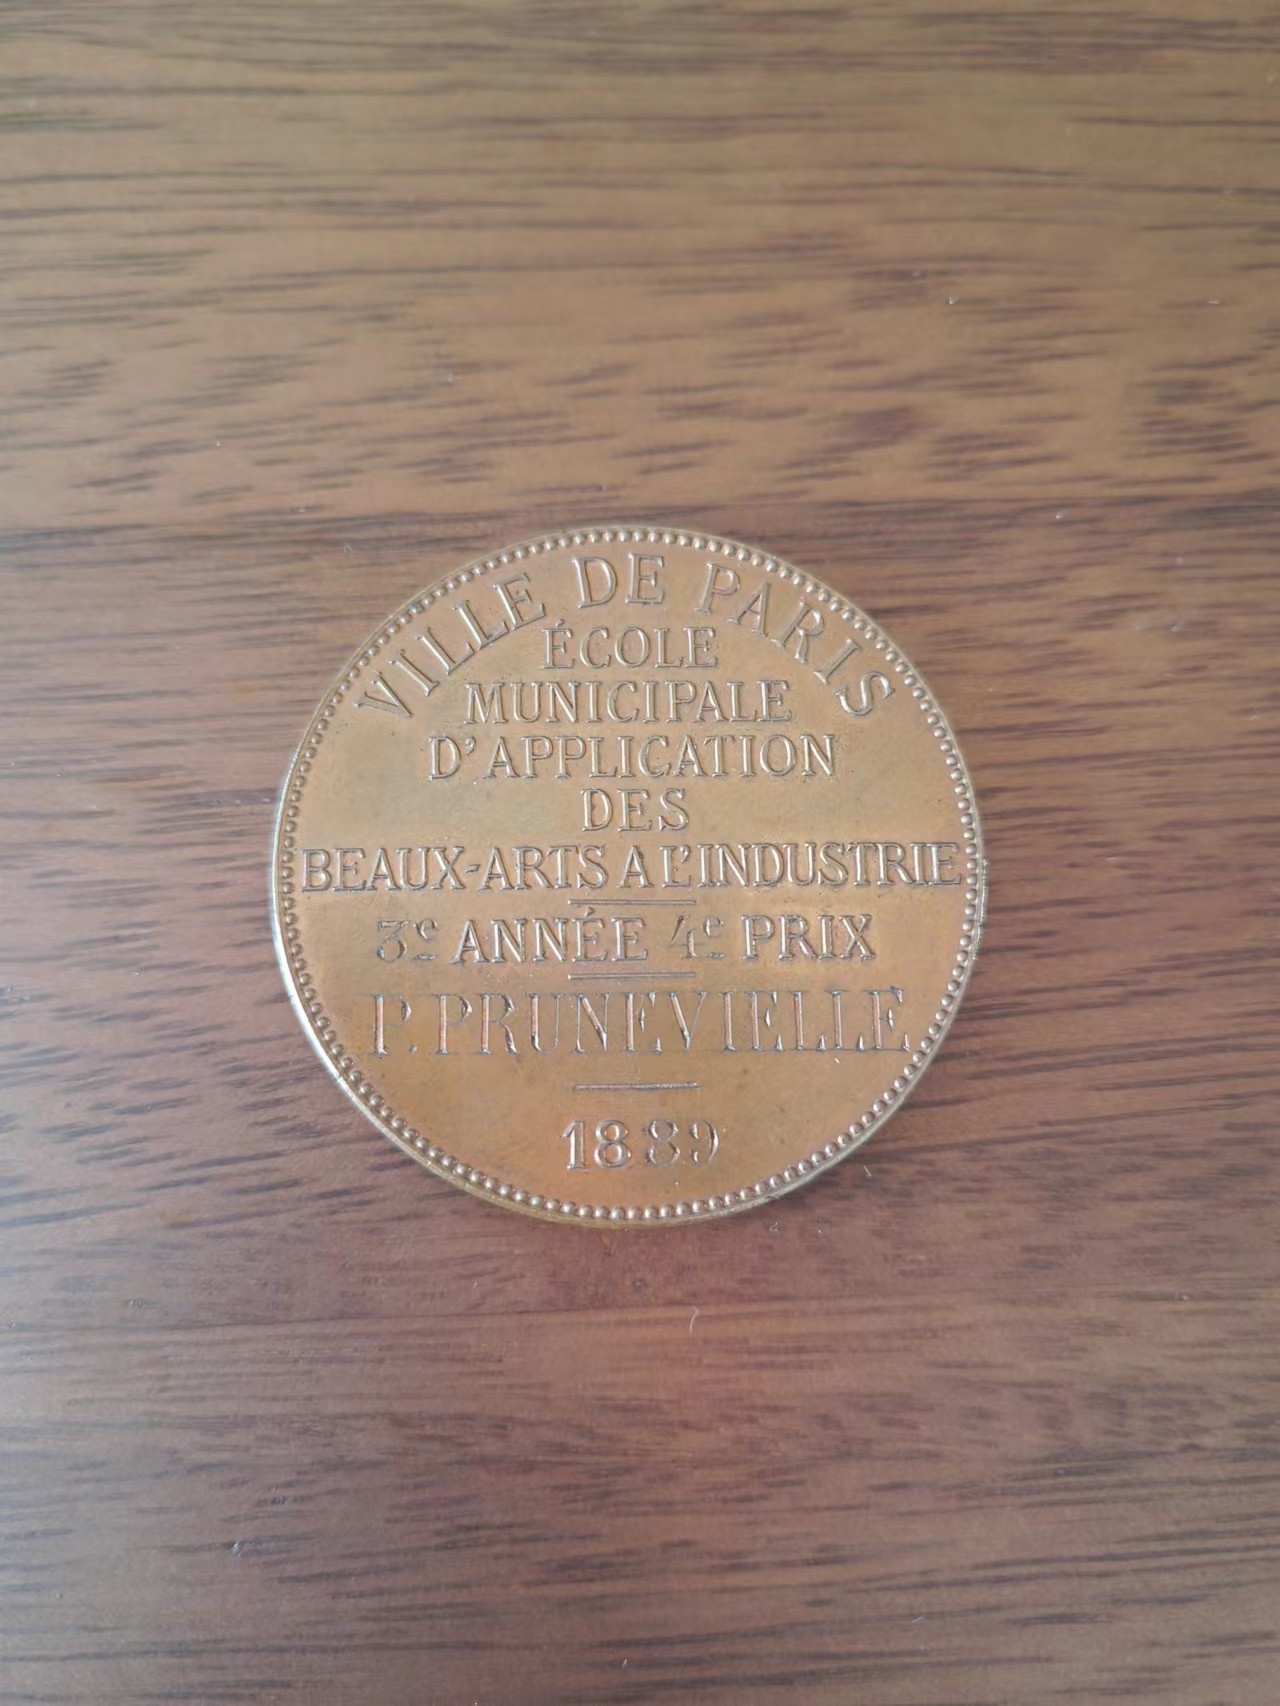 VILLE DE PARIS
ÉCOLE
MUNICIPALE
D'APPLICATION
DES
BEAUX-ARTS A L'INDUSTRIE
3e ANNÉE 4e PRIX
P. PRUNEVIELLE
1889